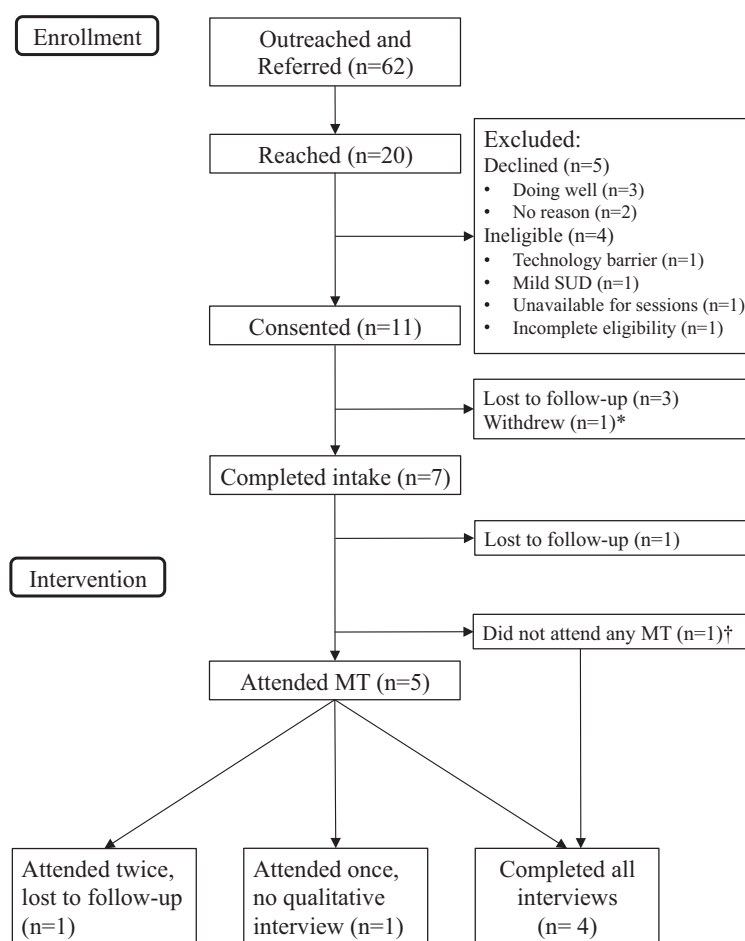 Enrollment
Outreached and
Referred (n=62)
Reached (n=20)
Excluded:
Declined (n=5)
• Doing well (n=3)
• No reason (n=2)
Ineligible (n=4)
• Technology barrier (n=1)
• Mild SUD (n=1)
• Unavailable for sessions (n=1)
• Incomplete eligibility (n=1)
Consented (n=11)
Lost to follow-up (n=3)
Withdrew (n=1)*
Completed intake (n=7)
Lost to follow-up (n=1)
Intervention
Did not attend any MT (n=1)†
Attended MT (n=5)
Attended twice,
lost to follow-up
(n=1)
Attended once,
no qualitative
interview (n=1)
Completed all
interviews
(n= 4)